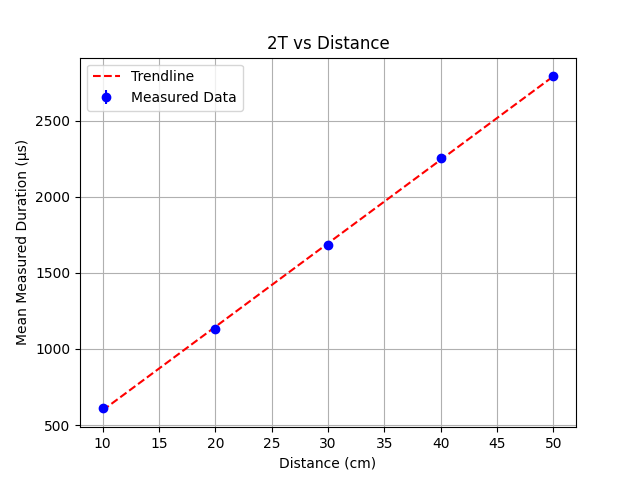 2T vs Distance
Trendline
Measured Data
Mean Measured Duration (µs)
2500
2000
1500
1000
500
10 15 20 25 30 35 40 45 50
Distance (cm)